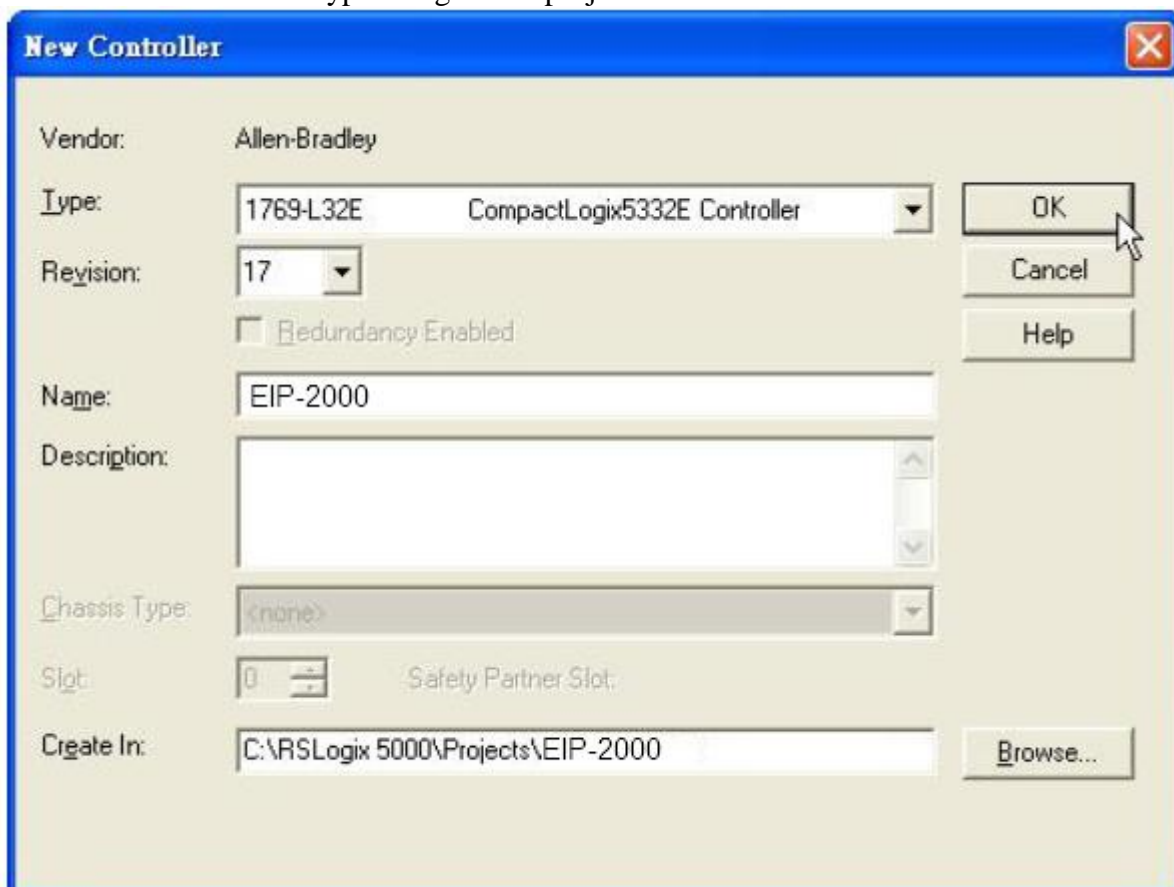 New Controller
Vendor: Allen-Bradley
Type: 1769-L32E CompactLogix5332E Controller OK
Revision: 17 Cancel
Redundancy Enabled Help
Name: EIP-2000
Description:
Chassis Type: <none>
Slot: 0 Safety Partner Slot:
Create In: C:\RSLogix 5000\Projects\EIP-2000 Browse...